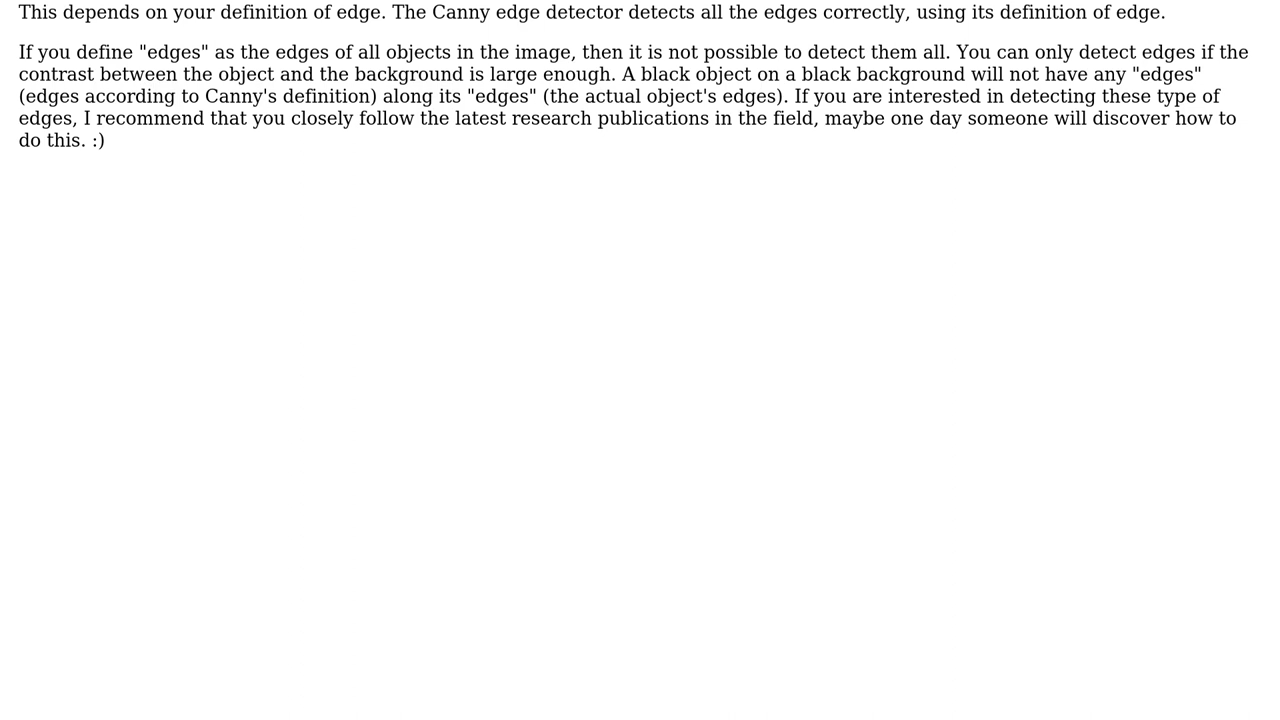 This depends on your definition of edge. The Canny edge detector detects all the edges correctly, using its definition of edge.
If you define "edges" as the edges of all objects in the image, then it is not possible to detect them all. You can only detect edges if the
contrast between the object and the background is large enough. A black object on a black background will not have any "edges"
(edges according to Canny's definition) along its "edges" (the actual object's edges). If you are interested in detecting these type of
edges, I recommend that you closely follow the latest research publications in the field, maybe one day someone will discover how to
do this. :)